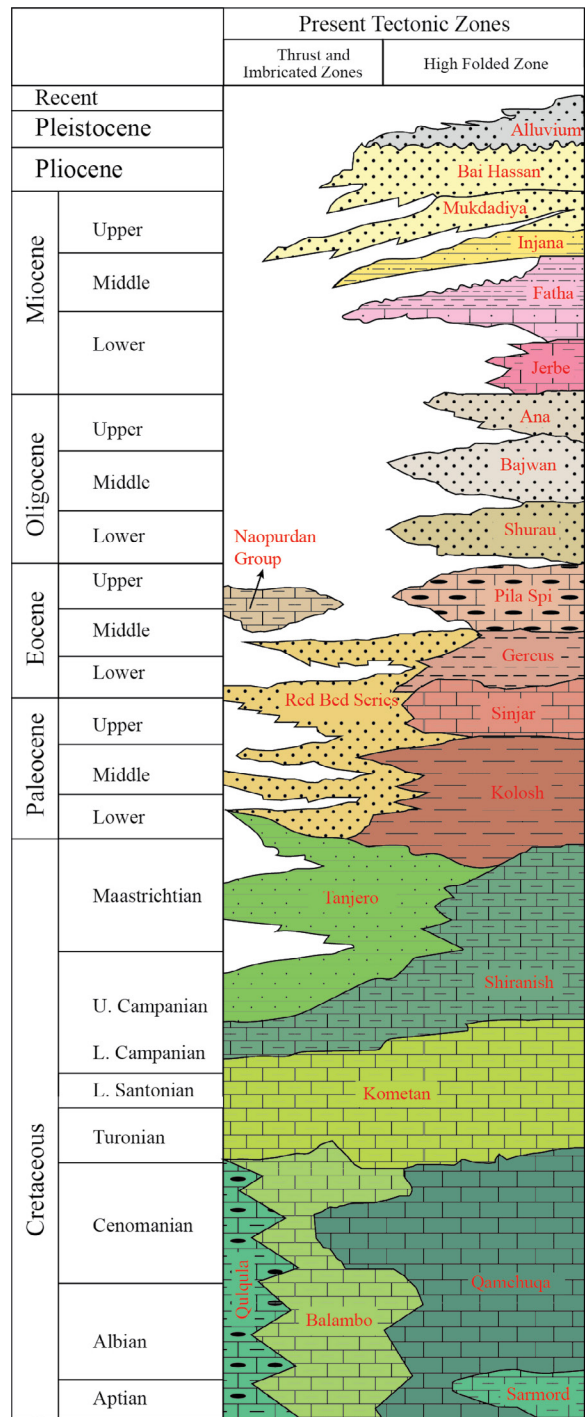 Present Tectonic Zones
Thrust and
Imbricated Zones
High Folded Zone
Recent
Pleistocene
Pliocene
Miocene
Upper
Middle
Lower
Oligocene
Upper
Middle
Lower
Eocene
Upper
Middle
Lower
Paleocene
Upper
Middle
Lower
Cretaceous
Maastrichtian
U. Campanian
L. Campanian
L. Santonian
Turonian
Cenomanian
Albian
Aptian
Alluvium
Bai Hassan
Mukdadiya
Injana
Fatha
Jerbe
Ana
Bajwan
Shurau
Naopurdan
Group
Pila Spi
Gercus
Red Bed Series
Sinjar
Kolosh
Tanjero
Shiranish
Kometan
Qulqula
Balambo
Qamchuqa
Sarmord